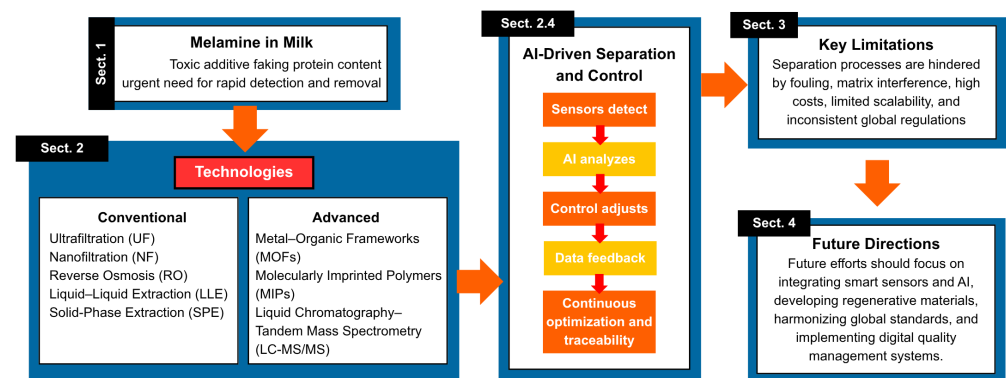 Sect. 1
Melamine in Milk
Toxic additive faking protein content
urgent need for rapid detection and removal
Sect. 2
Technologies
Conventional
Ultrafiltration (UF)
Nanofiltration (NF)
Reverse Osmosis (RO)
Liquid–Liquid Extraction (LLE)
Solid-Phase Extraction (SPE)
Advanced
Metal–Organic Frameworks
(MOFs)
Molecularly Imprinted Polymers
(MIPs)
Liquid Chromatography–
Tandem Mass Spectrometry
(LC-MS/MS)
Sect. 2.4
AI-Driven Separation
and Control
Sensors detect
AI analyzes
Control adjusts
Data feedback
Continuous
optimization and
traceability
Sect. 3
Key Limitations
Separation processes are hindered
by fouling, matrix interference, high
costs, limited scalability, and
inconsistent global regulations
Sect. 4
Future Directions
Future efforts should focus on
integrating smart sensors and AI,
developing regenerative materials,
harmonizing global standards, and
implementing digital quality
management systems.